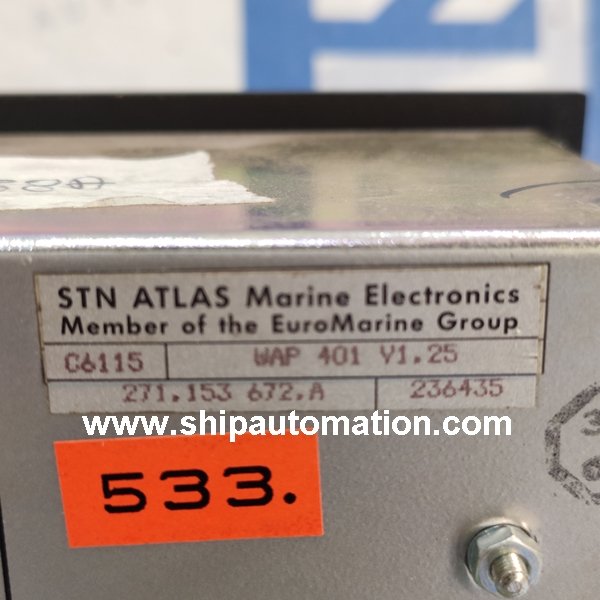 STN ATLAS Marine Electronics
Member of the EuroMarine Group
C6115 WAP 401 V1.25
271.153 672.A 236435
www.shipautomation.com
533.